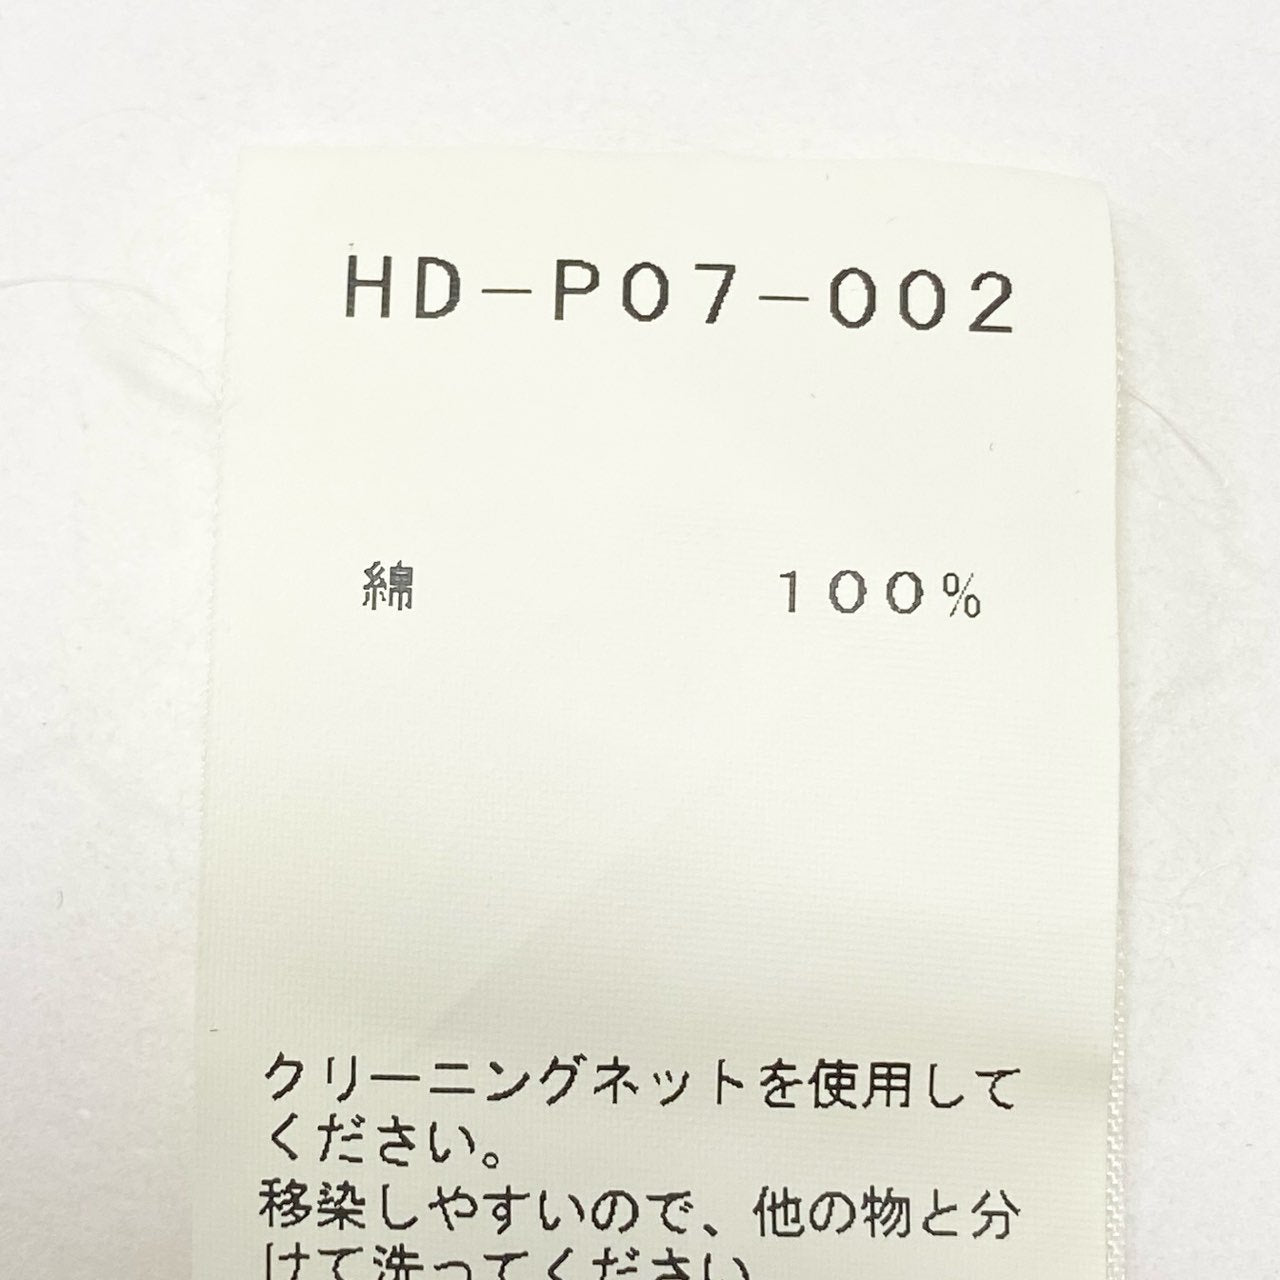 HD-P07-002
綿 100%
クリーニングネットを使用して
ください。
移染しやすいので、他の物と分
けて洗ってください